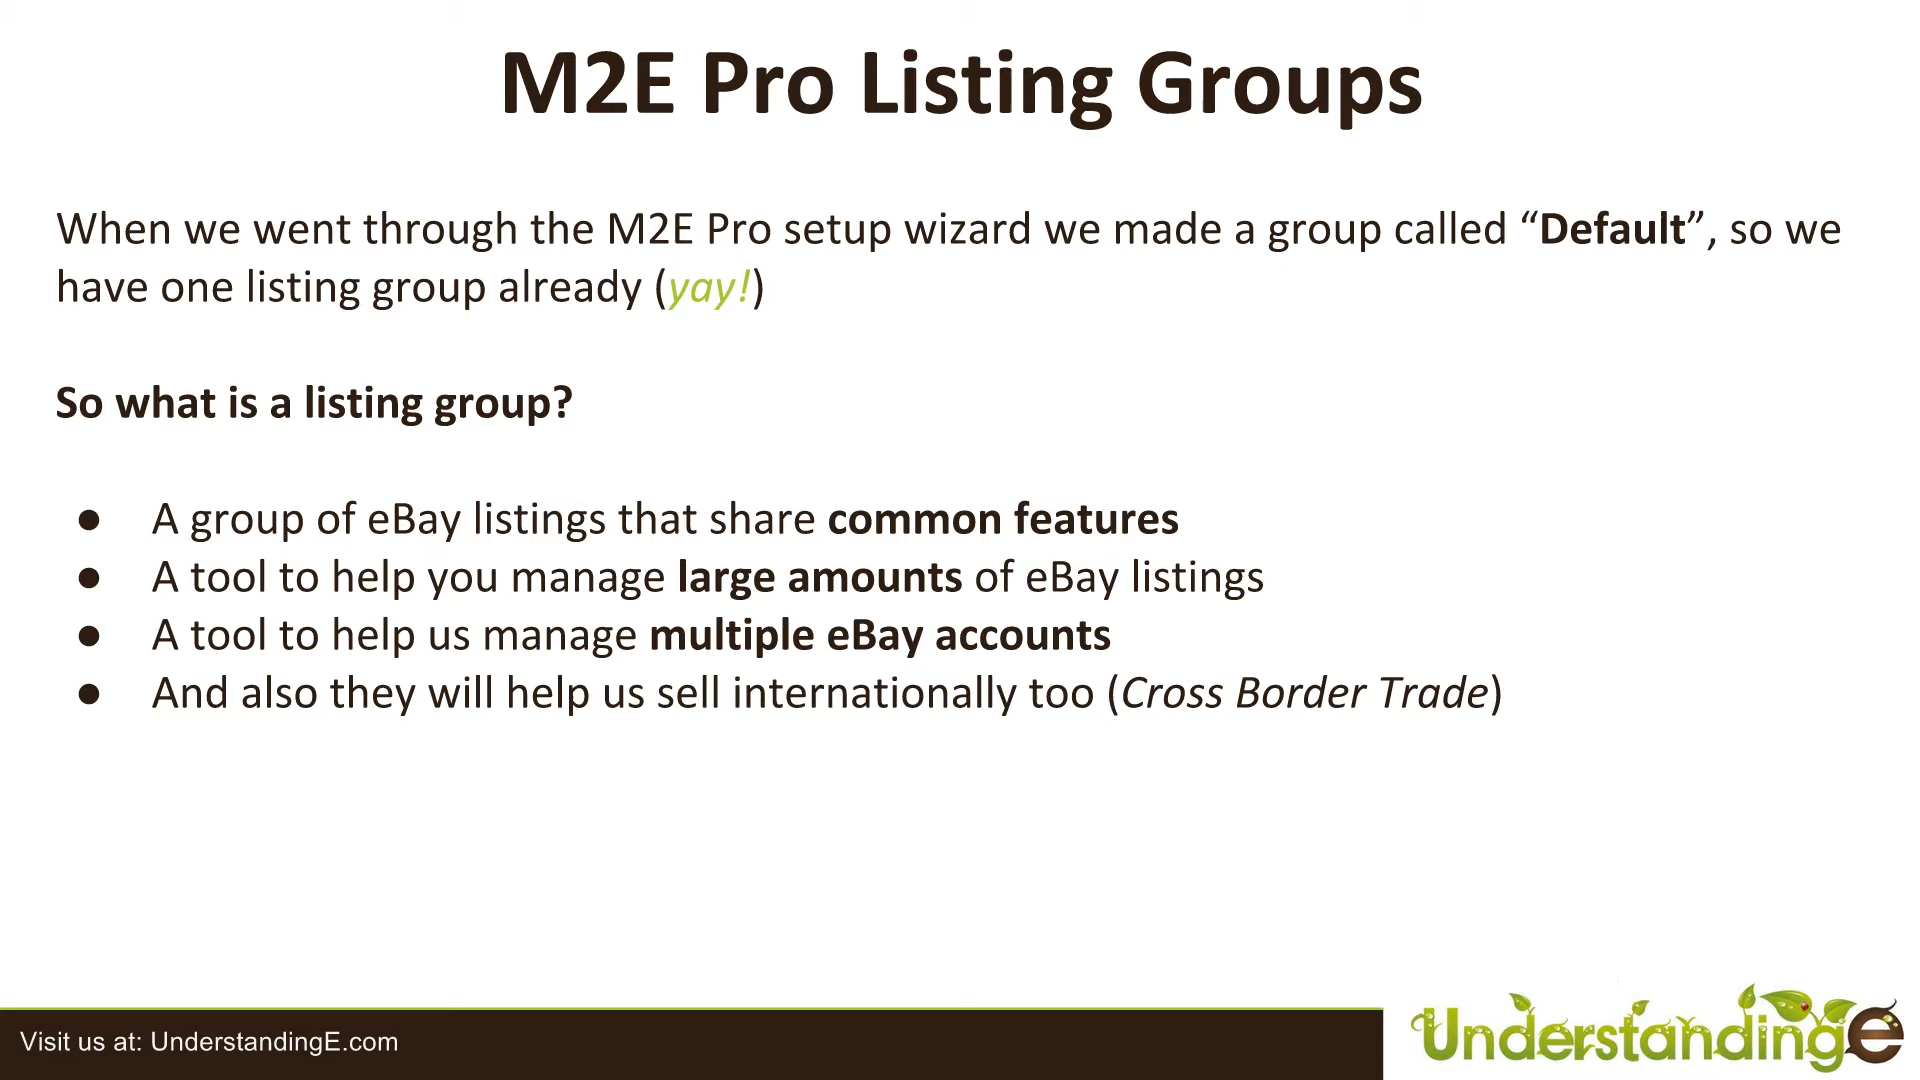 M2E Pro Listing Groups
When we went through the M2E Pro setup wizard we made a group called “Default”, so we
have one listing group already (yay!)
So what is a listing group?
● A group of eBay listings that share common features
● A tool to help you manage large amounts of eBay listings
● A tool to help us manage multiple eBay accounts
● And also they will help us sell internationally too (Cross Border Trade)
Visit us at: UnderstandingE.com
UnderstandingE